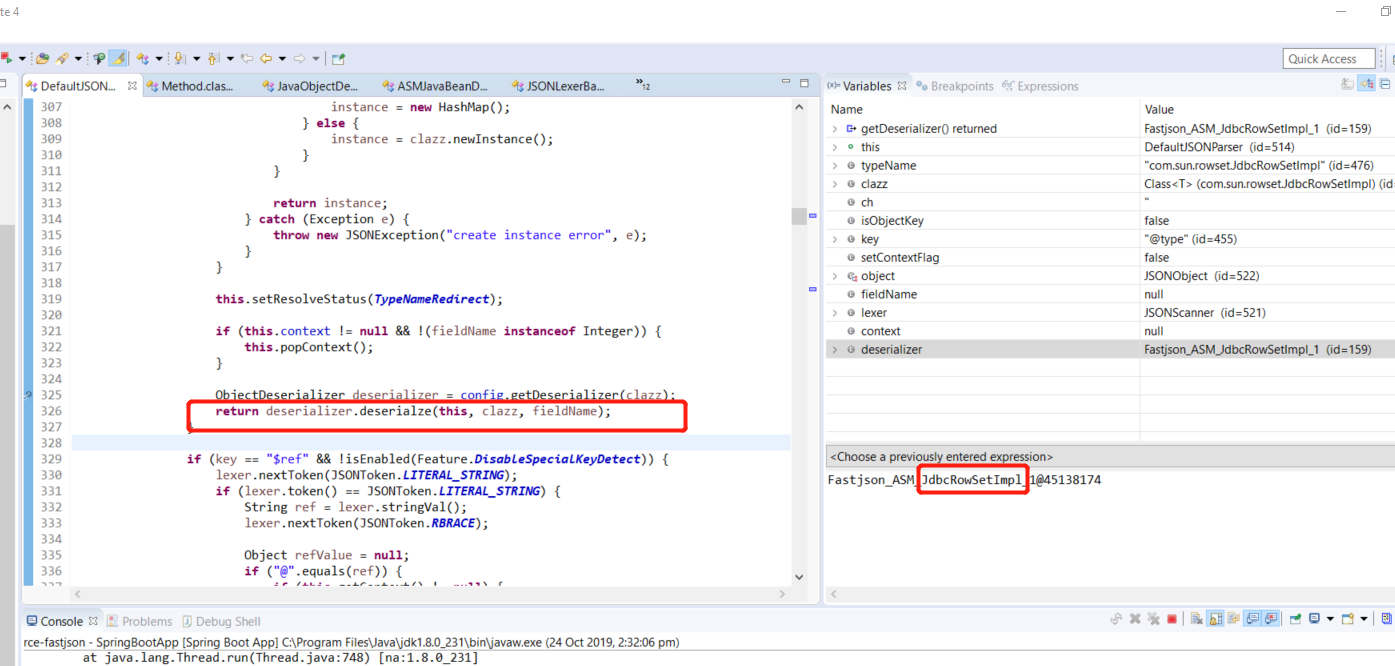 te 4
Quick Access
DefaultJSON... Method.clas... JavaObjectDe... ASMJavaBeanD... JSONLexerBa... »12
307 instance = new HashMap();
308 } else {
309 instance = clazz.newInstance();
310 }
311 }
312
313 return instance;
314 } catch (Exception e) {
315 throw new JSONException("create instance error", e);
316 }
317 }
318
319 this.setResolveStatus(TypeNameRedirect);
320
321 if (this.context != null && !(fieldName instanceof Integer)) {
322 this.popContext();
323 }
324
325 ObjectDeserializer deserializer = config.getDeserializer(clazz);
326 return deserializer.deserialze(this, clazz, fieldName);
327
328
329 if (key == "$ref" && !isEnabled(Feature.DisableSpecialKeyDetect)) {
330 lexer.nextToken(JSONToken.LITERAL_STRING);
331 if (lexer.token() == JSONToken.LITERAL_STRING) {
332 String ref = lexer.stringVal();
333 lexer.nextToken(JSONToken.RBRACE);
334
335 Object refValue = null;
336 if ("@".equals(ref)) {
(x)= Variables Breakpoints Expressions
Name Value
getDeserializer() returned Fastjson_ASM_JdbcRowSetImpl_1 (id=159)
this DefaultJSONParser (id=514)
typeName "com.sun.rowset.JdbcRowSetImpl" (id=476)
clazz Class<T> (com.sun.rowset.JdbcRowSetImpl) (id=
ch "
isObjectKey false
key "@type" (id=455)
setContextFlag false
object JSONObject (id=522)
fieldName null
lexer JSONScanner (id=521)
context null
deserializer Fastjson_ASM_JdbcRowSetImpl_1 (id=159)
<Choose a previously entered expression>
Fastjson_ASM_JdbcRowSetImpl_1@45138174
Console Problems Debug Shell
rce-fastjson - SpringBootApp [Spring Boot App] C:\Program Files\Java\jdk1.8.0_231\bin\javaw.exe (24 Oct 2019, 2:32:06 pm)
at java.lang.Thread.run(Thread.java:748) [na:1.8.0_231]